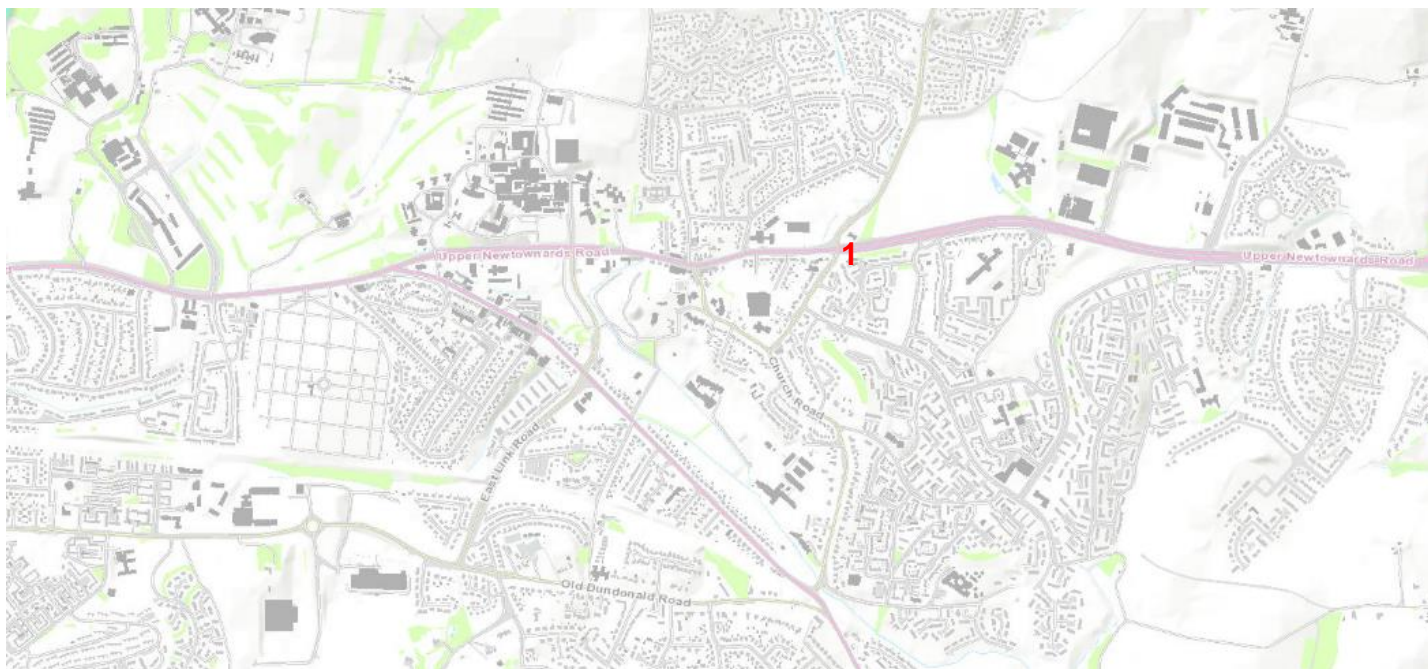 1
Upper Newtownards Road
Upper Newtownards Road
Church Road
East Link Road
Old Dundonald Road